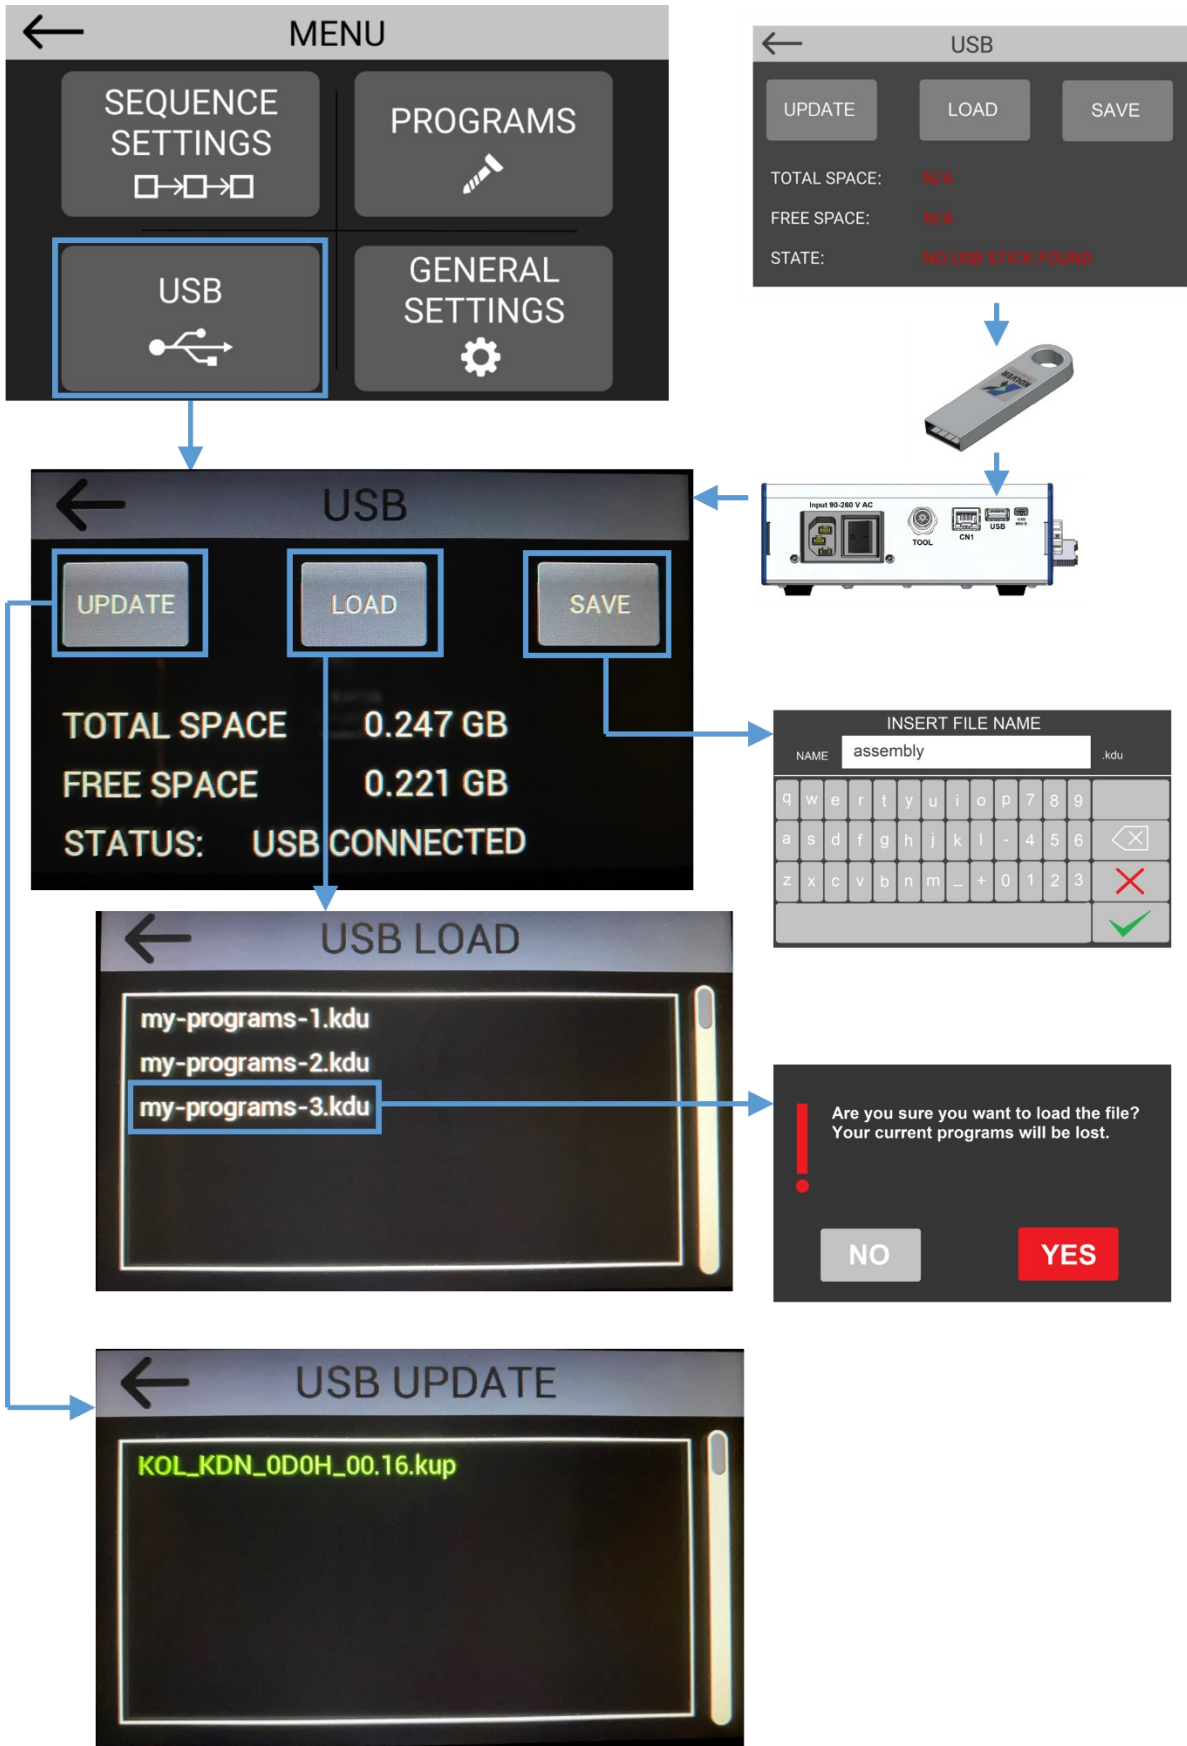 MENU
SEQUENCE
SETTINGS
PROGRAMS
USB
GENERAL
SETTINGS
USB
UPDATE
LOAD
SAVE
TOTAL SPACE: N/A
FREE SPACE: N/A
STATE: NO USB STICK FOUND
KOLVER
Input 90-260 V AC
TOOL
CN1
USB
USB
MINI B
USB
UPDATE
LOAD
SAVE
TOTAL SPACE 0.247 GB
FREE SPACE 0.221 GB
STATUS: USB CONNECTED
INSERT FILE NAME
NAME assembly .kdu
q w e r t y u i o p 7 8 9
a s d f g h j k l - 4 5 6
z x c v b n m _ + 0 1 2 3
USB LOAD
my-programs-1.kdu
my-programs-2.kdu
my-programs-3.kdu
Are you sure you want to load the file?
Your current programs will be lost.
NO
YES
USB UPDATE
KOL_KDN_0D0H_00.16.kup